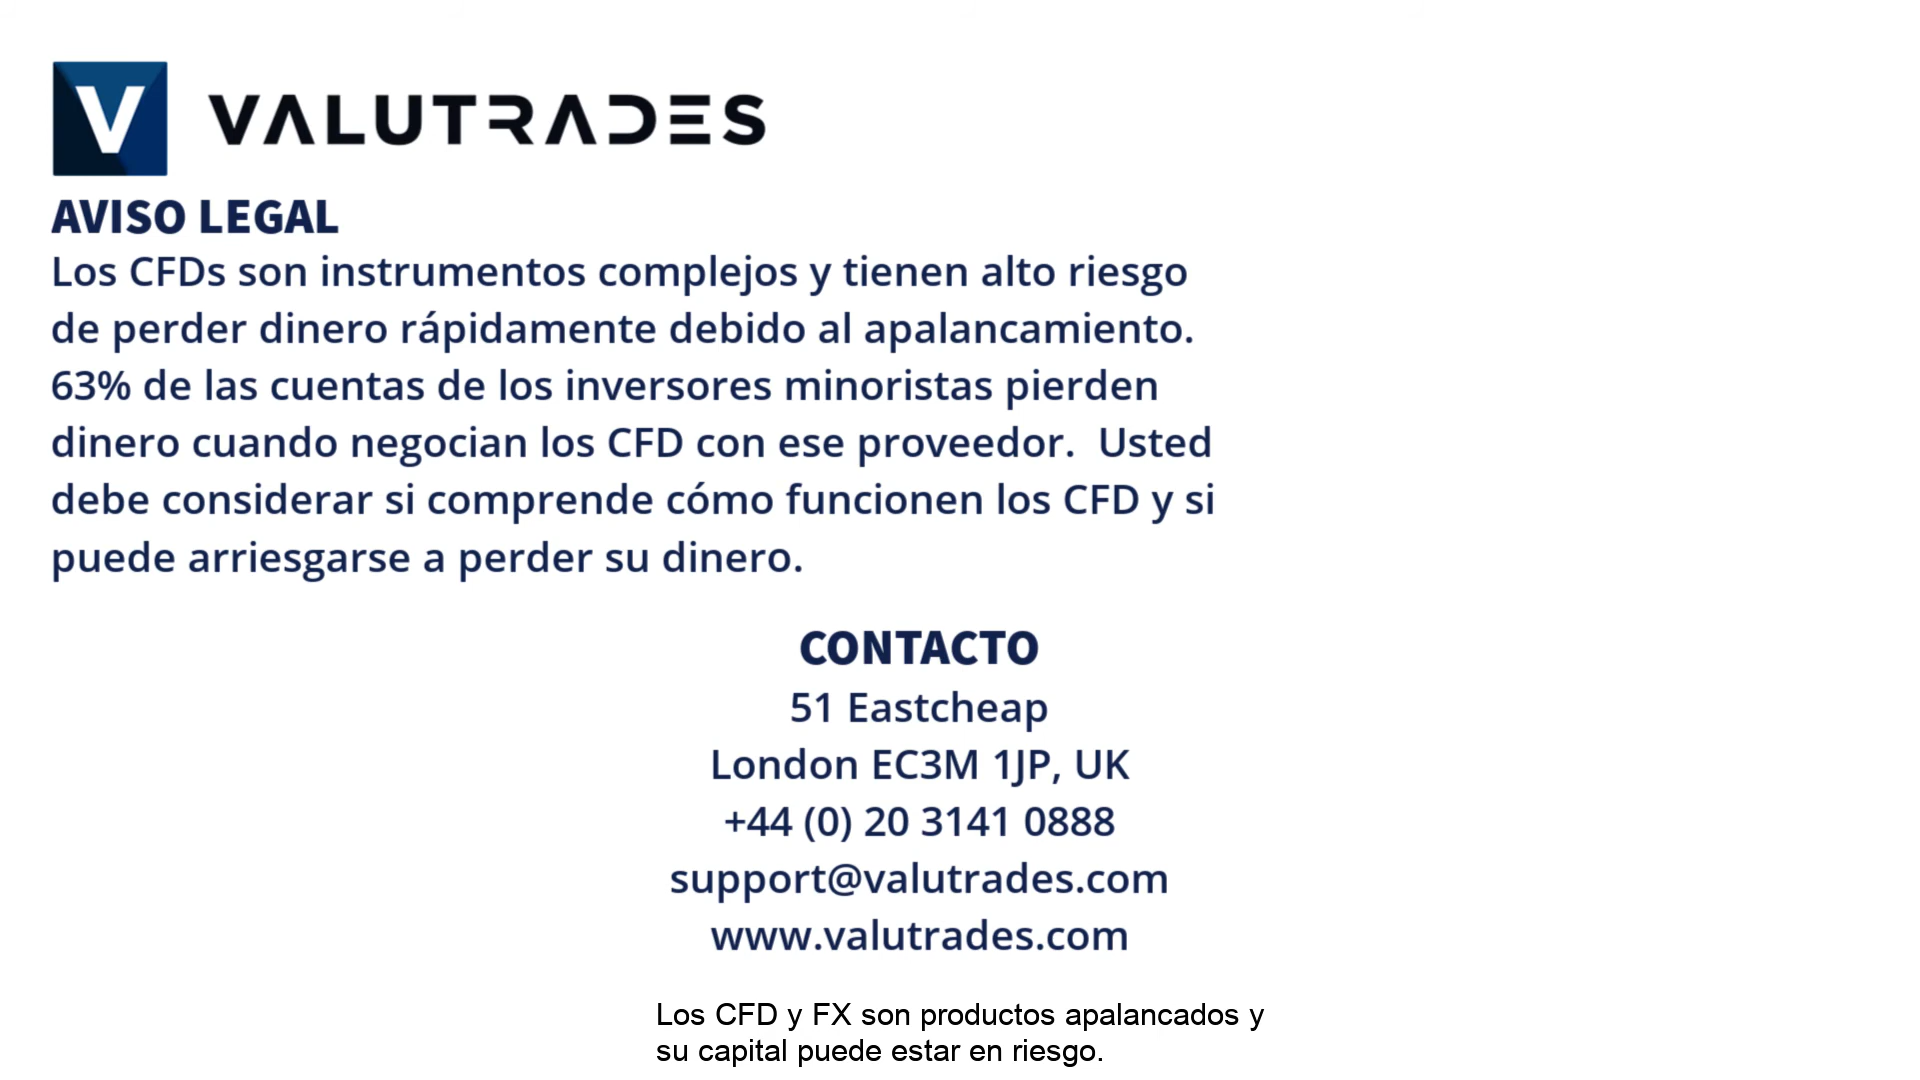 V VALUTRADES
AVISO LEGAL
Los CFDs son instrumentos complejos y tienen alto riesgo
de perder dinero rápidamente debido al apalancamiento.
63% de las cuentas de los inversores minoristas pierden
dinero cuando negocian los CFD con ese proveedor.  Usted
debe considerar si comprende cómo funcionen los CFD y si
puede arriesgarse a perder su dinero.
CONTACTO
51 Eastcheap
London EC3M 1JP, UK
+44 (0) 20 3141 0888
support@valutrades.com
www.valutrades.com
Los CFD y FX son productos apalancados y
su capital puede estar en riesgo.